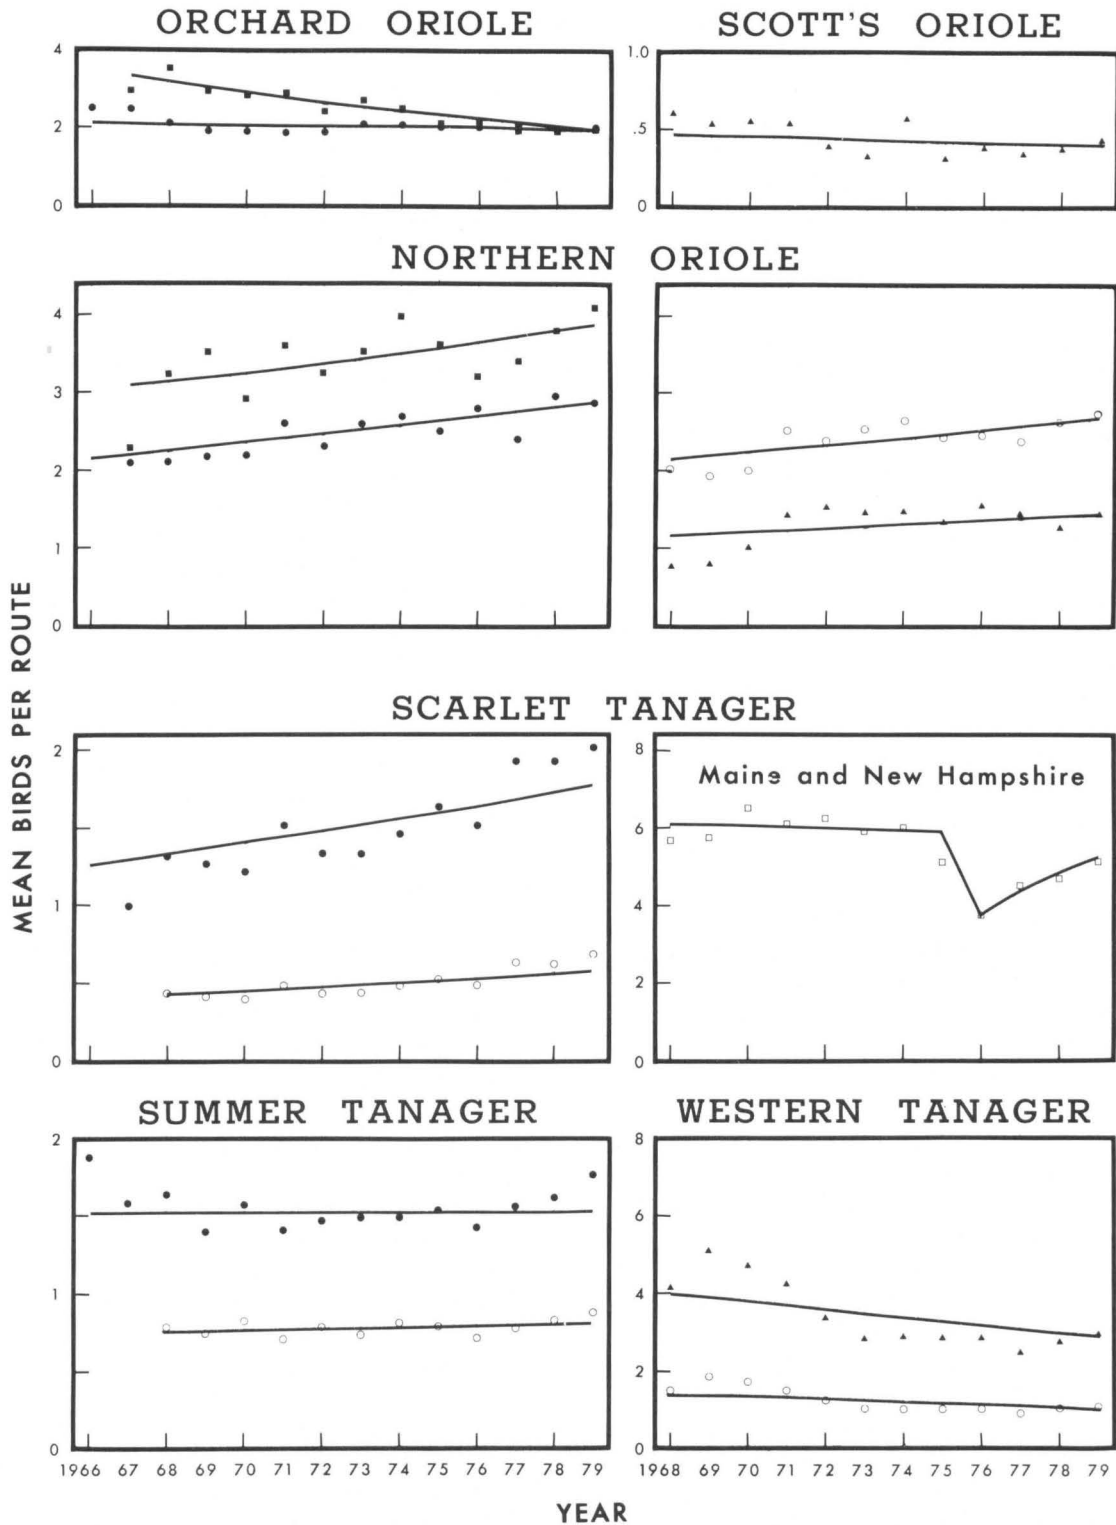 ORCHARD ORIOLE
SCOTT'S ORIOLE
4
2
0
1.0
.5
0
NORTHERN ORIOLE
4
3
2
1
0
MEAN BIRDS PER ROUTE
SCARLET TANAGER
2
1
0
8
6
4
2
0
Maine and New Hampshire
SUMMER TANAGER
WESTERN TANAGER
2
1
0
8
6
4
2
0
1966 67 68 69 70 71 72 73 74 75 76 77 78 79
1968 69 70 71 72 73 74 75 76 77 78 79
YEAR